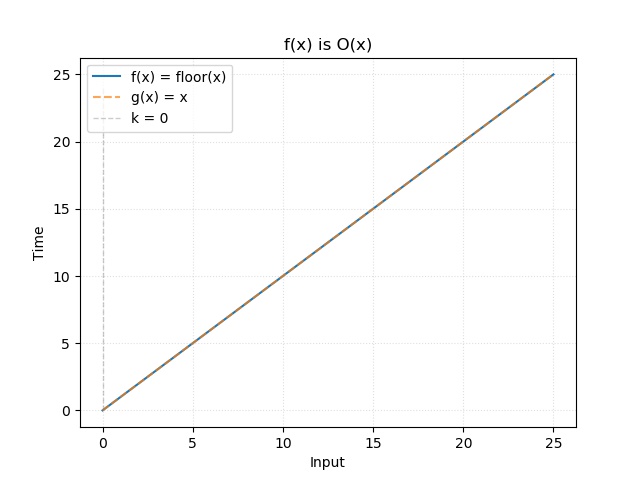 f(x) is O(x)
f(x) = floor(x)
g(x) = x
k = 0
Time
25
20
15
10
5
0
0 5 10 15 20 25
Input